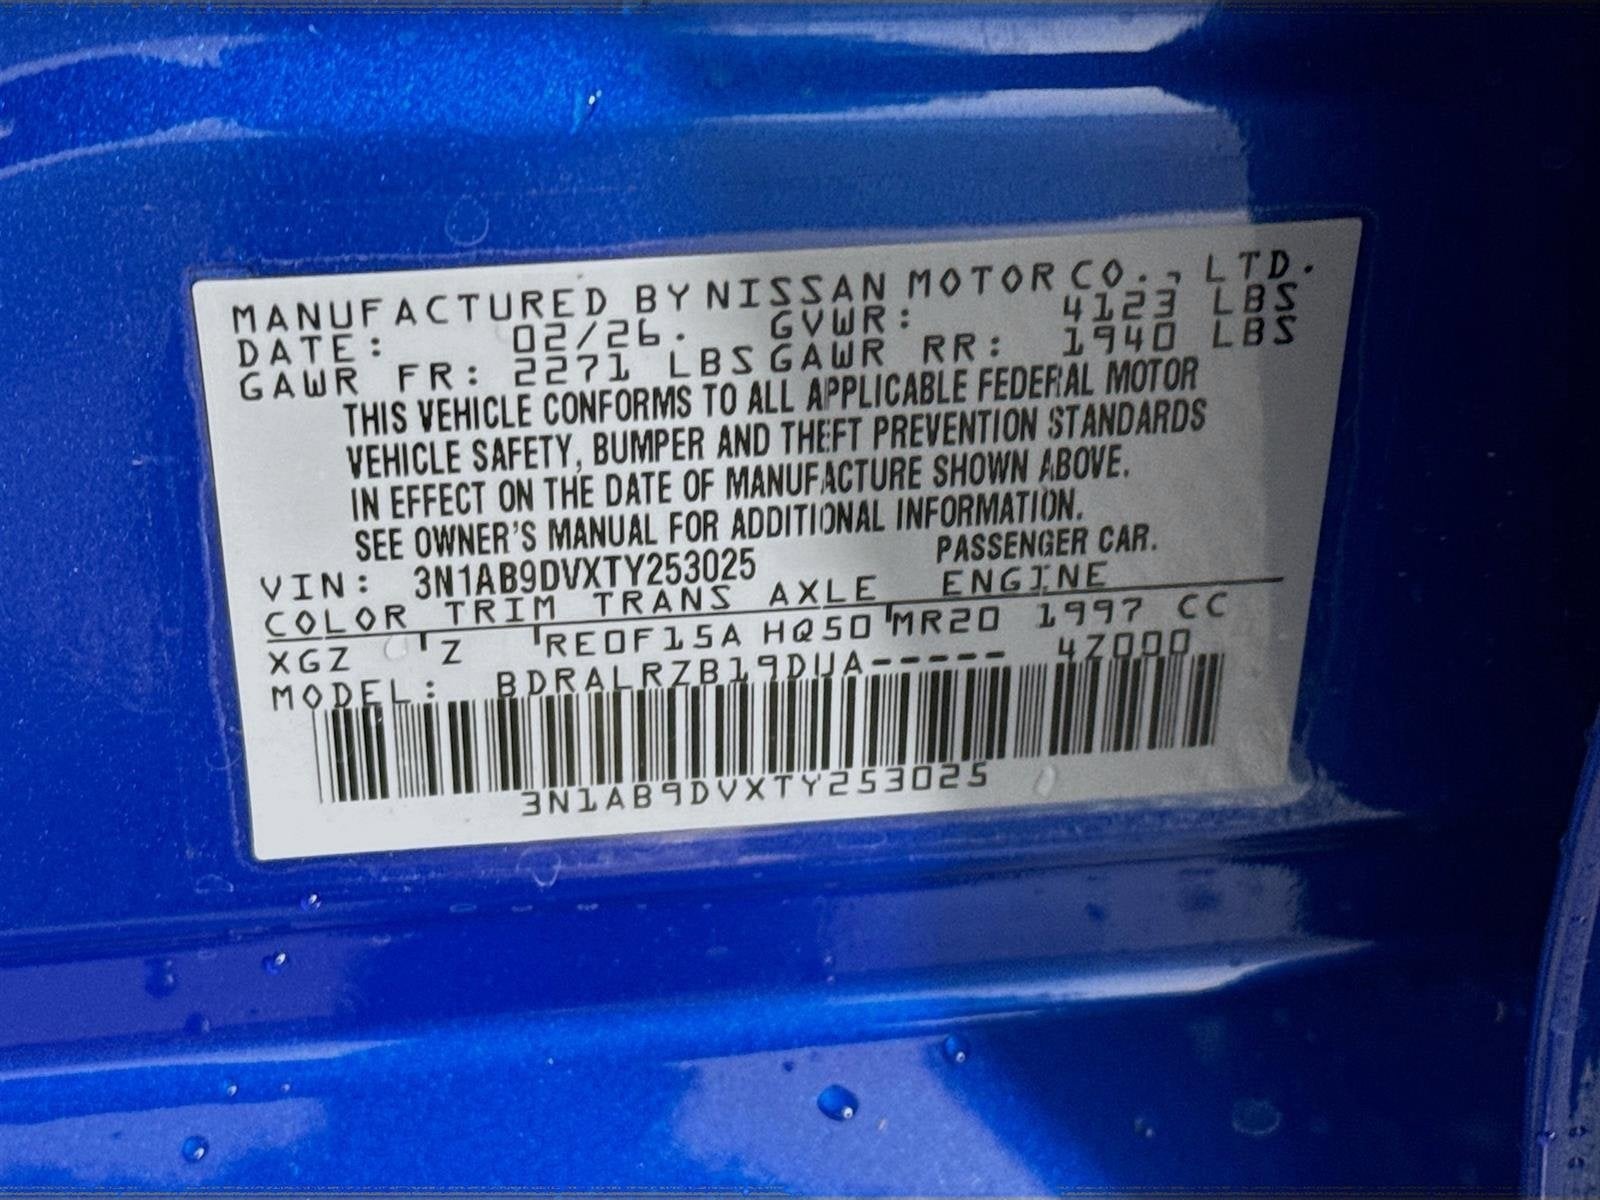 MANUFACTURED BY NISSAN MOTOR CO., LTD.
DATE: 02/26. GVWR: 4123 LBS
GAWR FR: 2271 LBS GAWR RR: 1940 LBS
THIS VEHICLE CONFORMS TO ALL APPLICABLE FEDERAL MOTOR
VEHICLE SAFETY, BUMPER AND THEFT PREVENTION STANDARDS
IN EFFECT ON THE DATE OF MANUFACTURE SHOWN ABOVE.
SEE OWNER'S MANUAL FOR ADDITIONAL INFORMATION.
PASSENGER CAR.
VIN: 3N1AB9DVXTY253025
COLOR TRIM TRANS AXLE ENGINE
XGZ Z RE0F15A HQ50 MR20 1997 CC
MODEL: BDRALRZB19DUA----- 4Z000
3N1AB9DVXTY253025